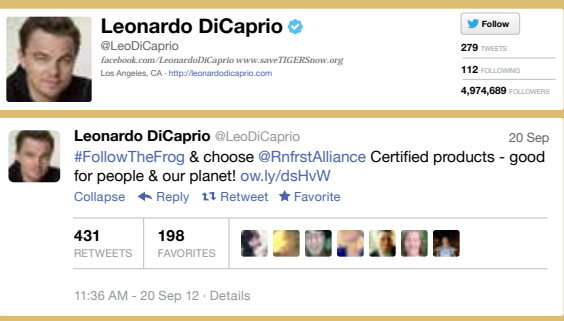 Leonardo DiCaprio
Follow
@LeoDiCaprio
facebook.com/LeonardoDiCaprio www.saveTIGERSnow.org
Los Angeles, CA · http://leonardodicaprio.com
279 TWEETS
112 FOLLOWING
4,974,689 FOLLOWERS
Leonardo DiCaprio @LeoDiCaprio 20 Sep
#FollowTheFrog & choose @RnfrstAlliance Certified products - good
for people & our planet! ow.ly/dsHvW
Collapse Reply Retweet Favorite
431 198
RETWEETS FAVORITES
11:36 AM - 20 Sep 12 · Details